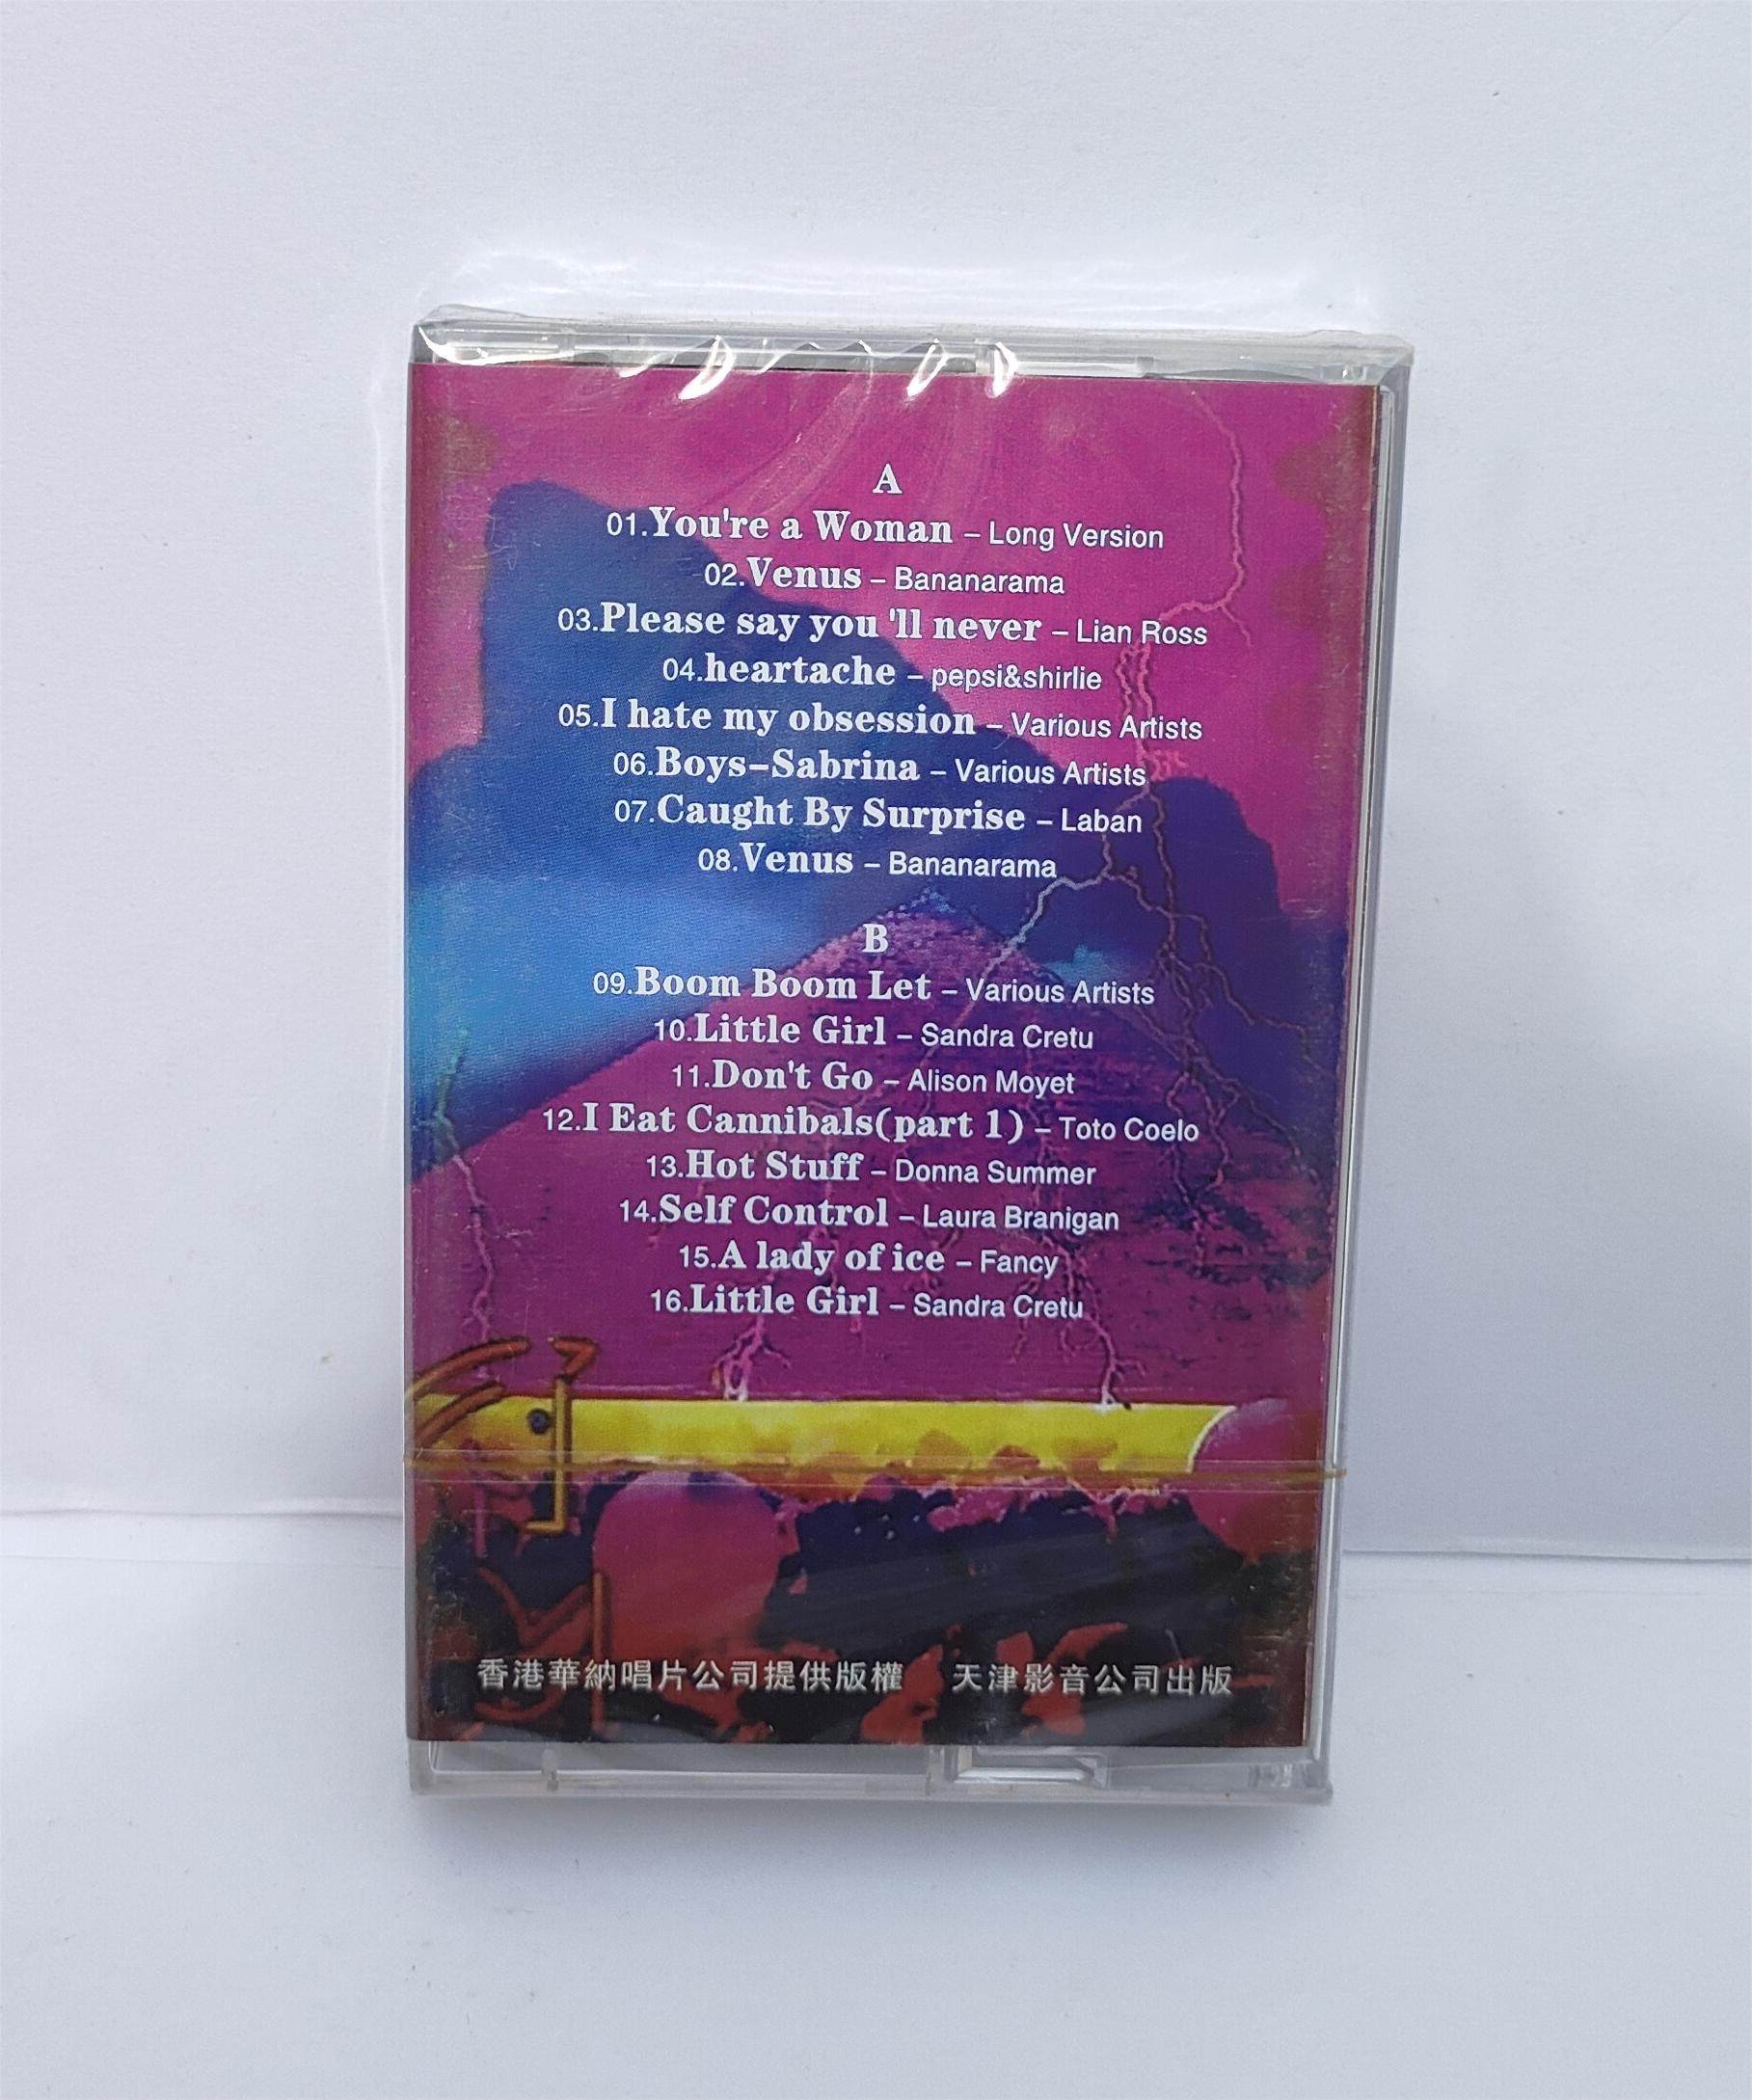 A
01.You're a Woman – Long Version
02.Venus – Bananarama
03.Please say you 'll never – Lian Ross
04.heartache – pepsi&shirlie
05.I hate my obsession – Various Artists
06.Boys–Sabrina – Various Artists
07.Caught By Surprise – Laban
08.Venus – Bananarama
B
09.Boom Boom Let – Various Artists
10.Little Girl – Sandra Cretu
11.Don't Go – Alison Moyet
12.I Eat Cannibals(part 1) – Toto Coelo
13.Hot Stuff – Donna Summer
14.Self Control – Laura Branigan
15.A lady of ice – Fancy
16.Little Girl – Sandra Cretu
香港華納唱片公司提供版權 天津影音公司出版